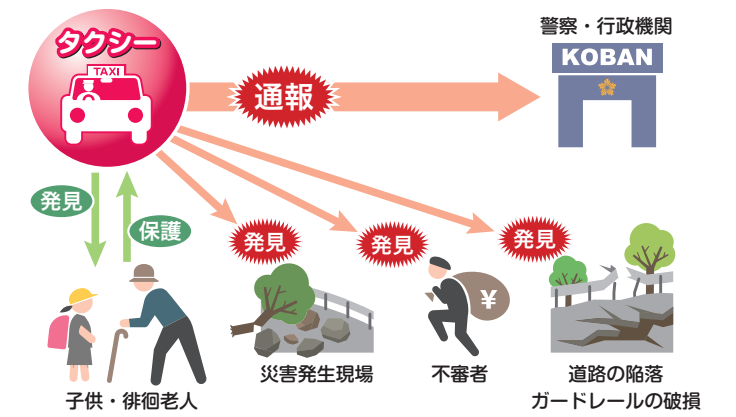 タクシー
TAXI
通報
警察・行政機関
KOBAN
発見
保護
発見
発見
発見
¥
子供・徘徊老人
災害発生現場
不審者
道路の陥落
ガードレールの破損